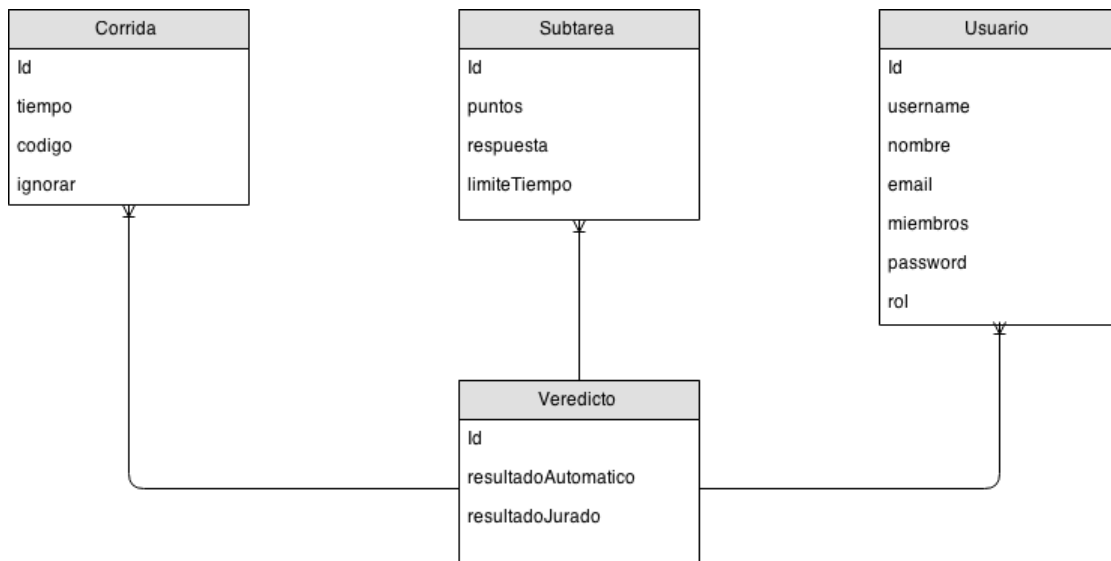 Corrida
Id
tiempo
codigo
ignorar
Subtarea
Id
puntos
respuesta
limiteTiempo
Usuario
Id
username
nombre
email
miembros
password
rol
Veredicto
Id
resultadoAutomatico
resultadoJurado